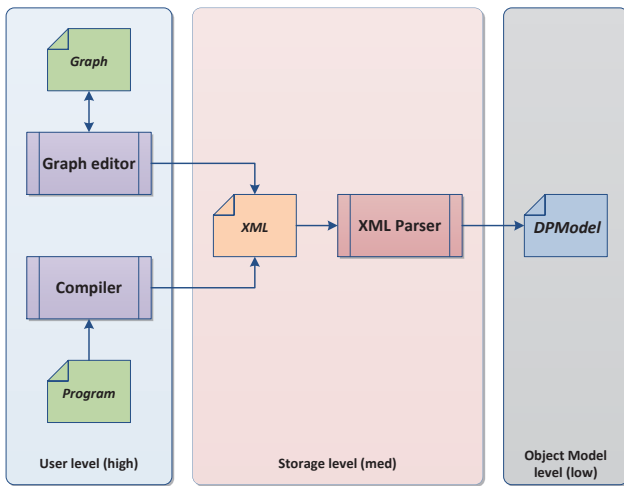 Graph
Graph editor
XML
XML Parser
DPModel
Compiler
Program
User level (high)
Storage level (med)
Object Model
level (low)